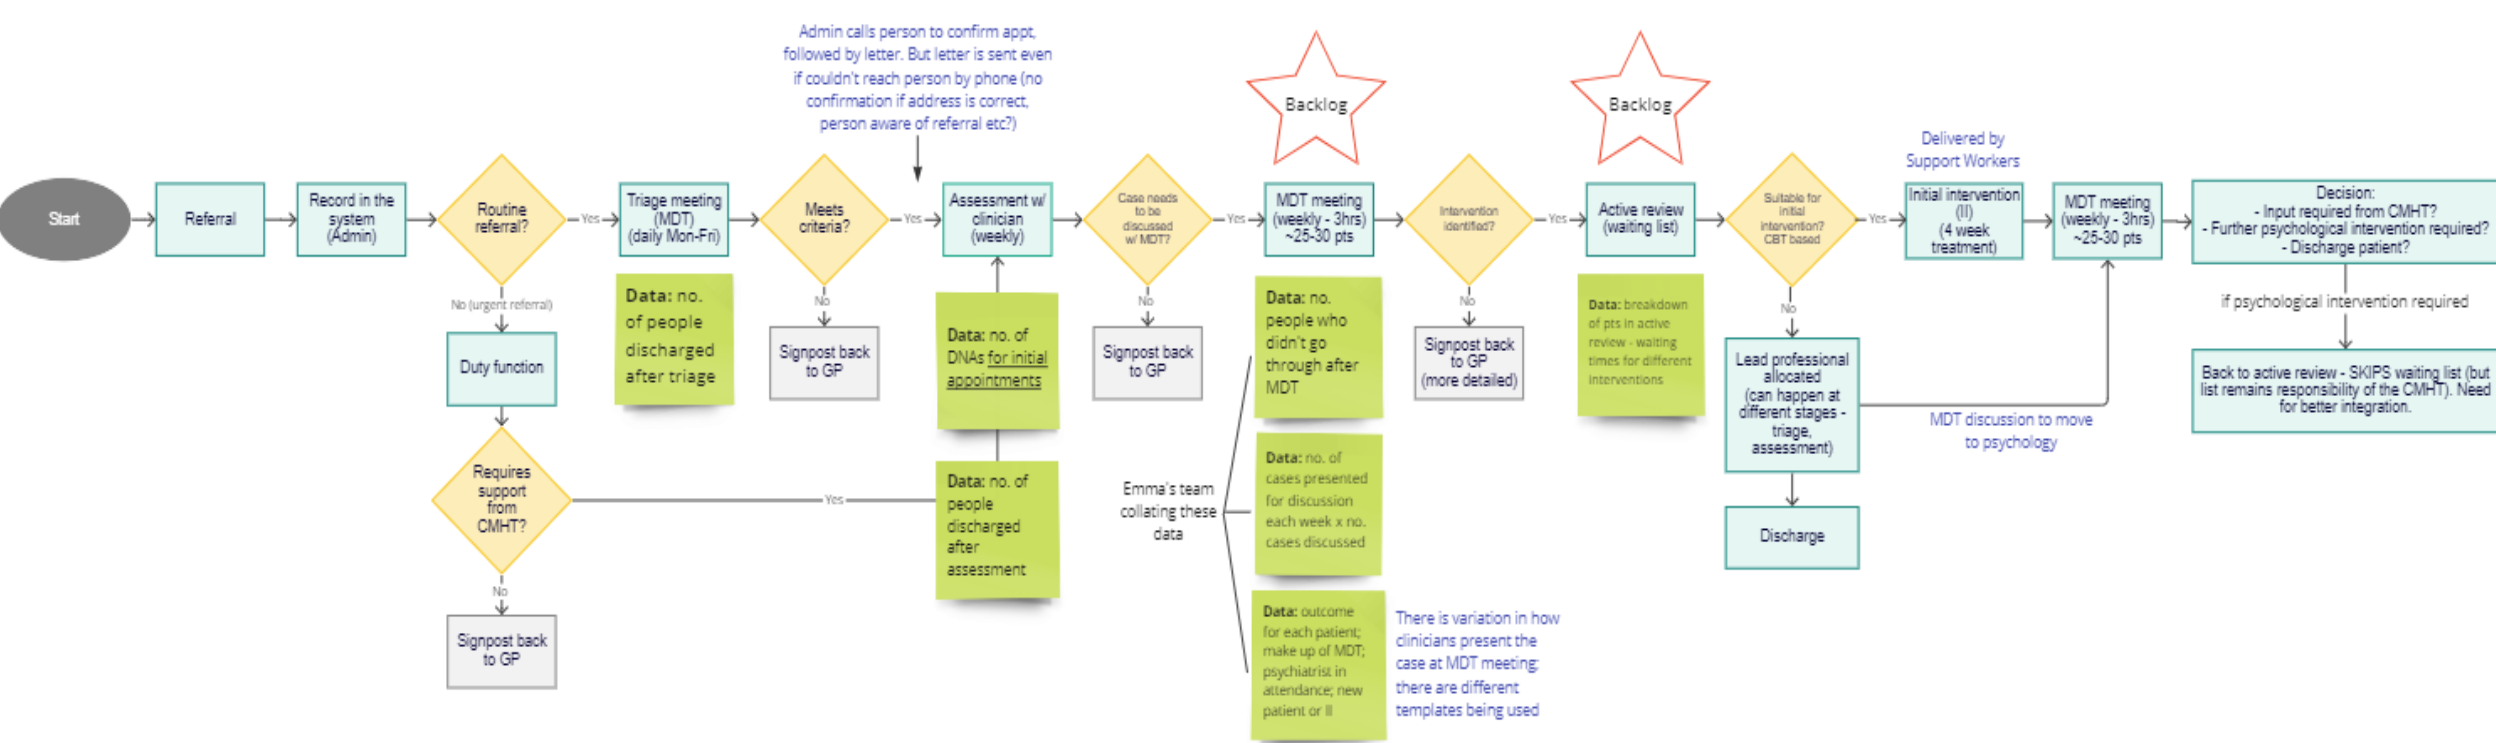 Admin calls person to confirm appt,
followed by letter. But letter is sent even
if couldn't reach person by phone (no
confirmation if address is correct,
person aware of referral etc?)
Backlog
Backlog
Delivered by
Support Workers
Start
Referral
Record in the
system
(Admin)
Routine
referral?
Yes
Triage meeting
(MDT)
(daily Mon-Fri)
Meets
criteria?
Yes
Assessment w/
clinician
(weekly)
Case needs
to be
discussed
w/ MDT?
Yes
MDT meeting
(weekly - 3hrs)
~25-30 pts
Intervention
identified?
Yes
Active review
(waiting list)
Suitable for
initial
intervention?
CBT based
Yes
Initial intervention
(II)
(4 week
treatment)
MDT meeting
(weekly - 3hrs)
~25-30 pts
Decision:
- Input required from CMHT?
- Further psychological intervention required?
- Discharge patient?
No (urgent referral)
Duty function
Requires
support
from
CMHT?
Yes
No
Signpost back
to GP
Data: no.
of people
discharged
after triage
No
Signpost back
to GP
Data: no. of
DNAs for initial
appointments
Data: no. of
people
discharged
after
assessment
Signpost back
to GP
Emma's team
collating these
data
Data: no.
people who
didn't go
through after
MDT
Data: no. of
cases presented
for discussion
each week x no.
cases discussed
Data: outcome
for each patient;
make up of MDT;
psychiatrist in
attendance; new
patient or II
There is variation in how
clinicians present the
case at MDT meeting;
there are different
templates being used
No
Signpost back
to GP
(more detailed)
Data: breakdown
of pts in active
review - waiting
times for different
interventions
No
Lead professional
allocated
(can happen at
different stages -
triage,
assessment)
Discharge
MDT discussion to move
to psychology
if psychological intervention required
Back to active review - SKIPS waiting list (but
list remains responsibility of the CMHT). Need
for better integration.